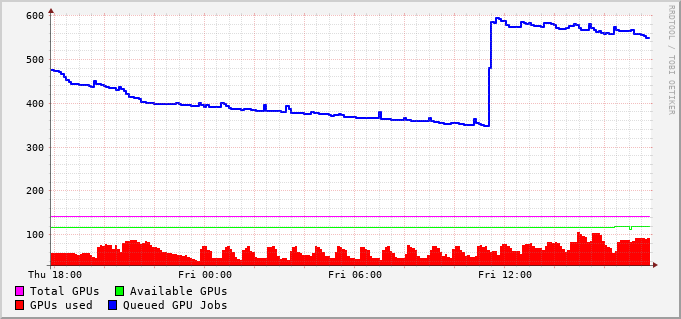 600
500
400
300
200
100
Thu 18:00 Fri 00:00 Fri 06:00 Fri 12:00
Total GPUs Available GPUs
GPUs used Queued GPU Jobs
RRDTOOL / TOBI OETIKER